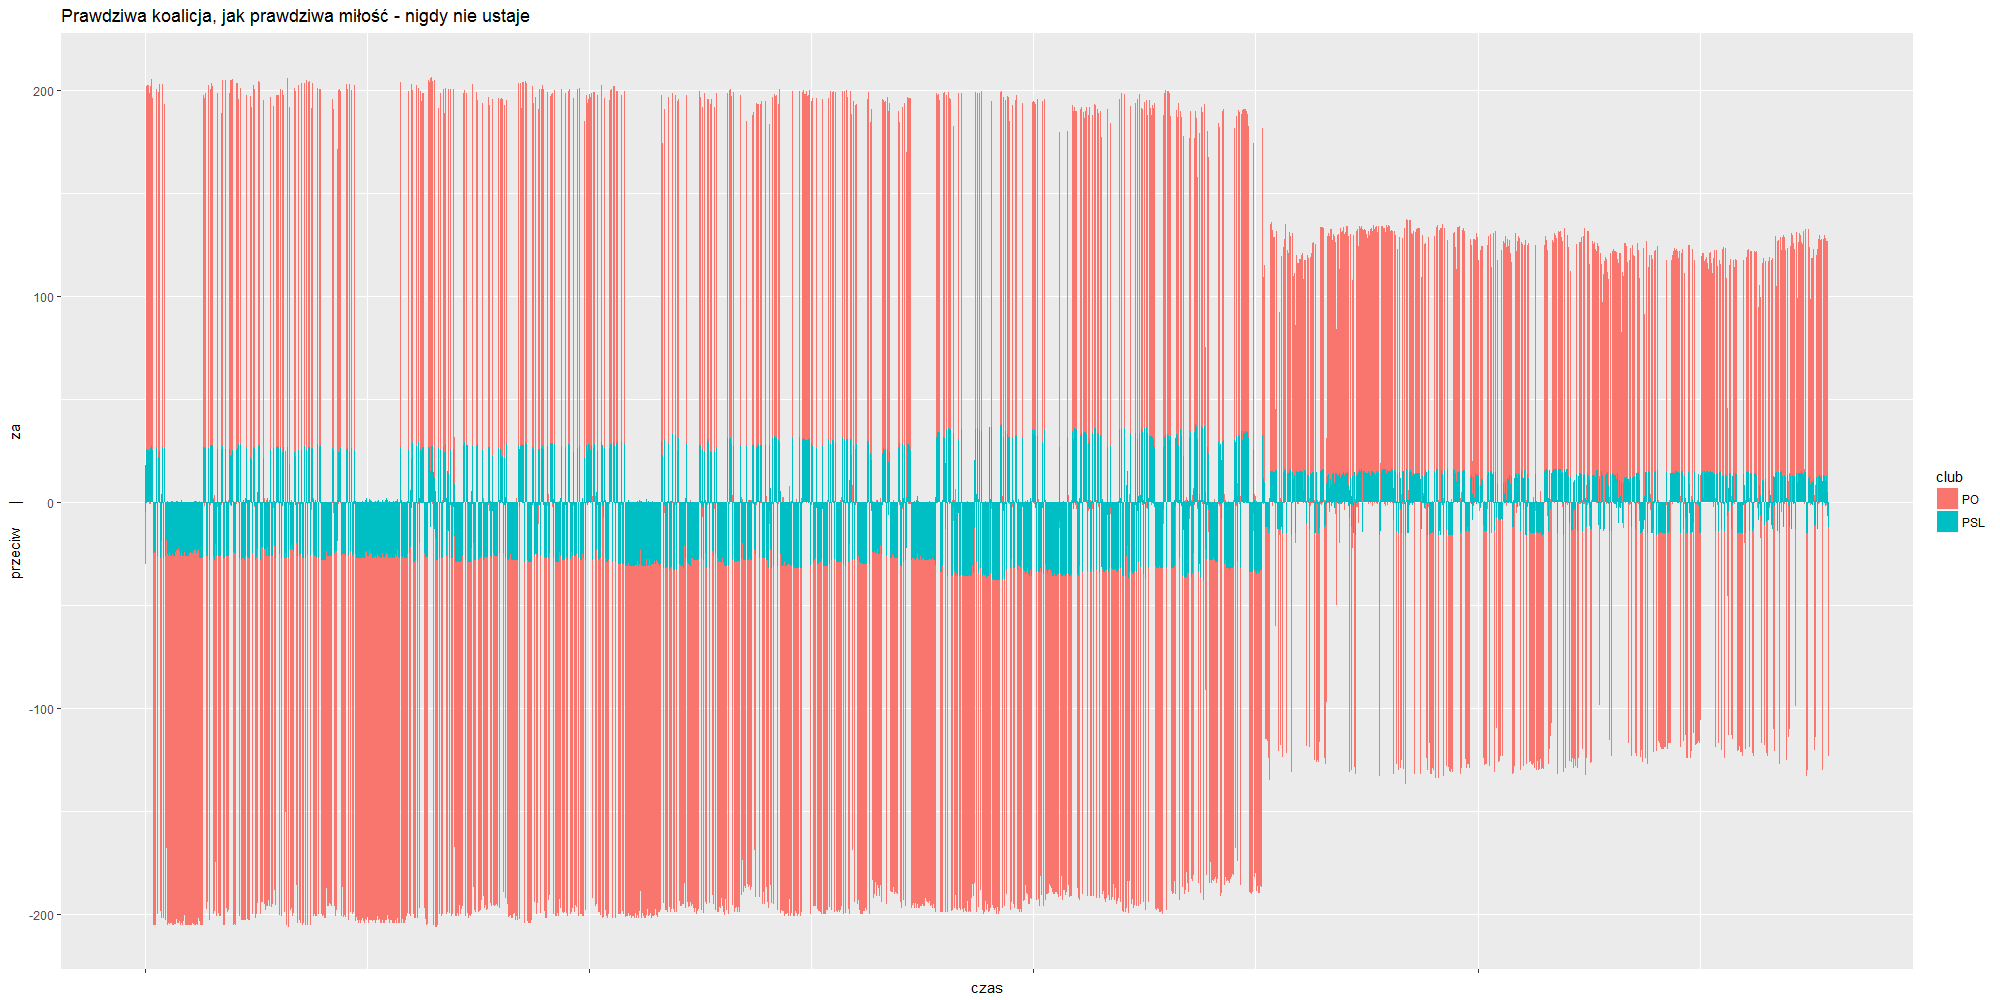 Prawdziwa koalicja, jak prawdziwa miłość - nigdy nie ustaje
200
100
0
-100
-200
przeciw | za
czas
club
PO
PSL